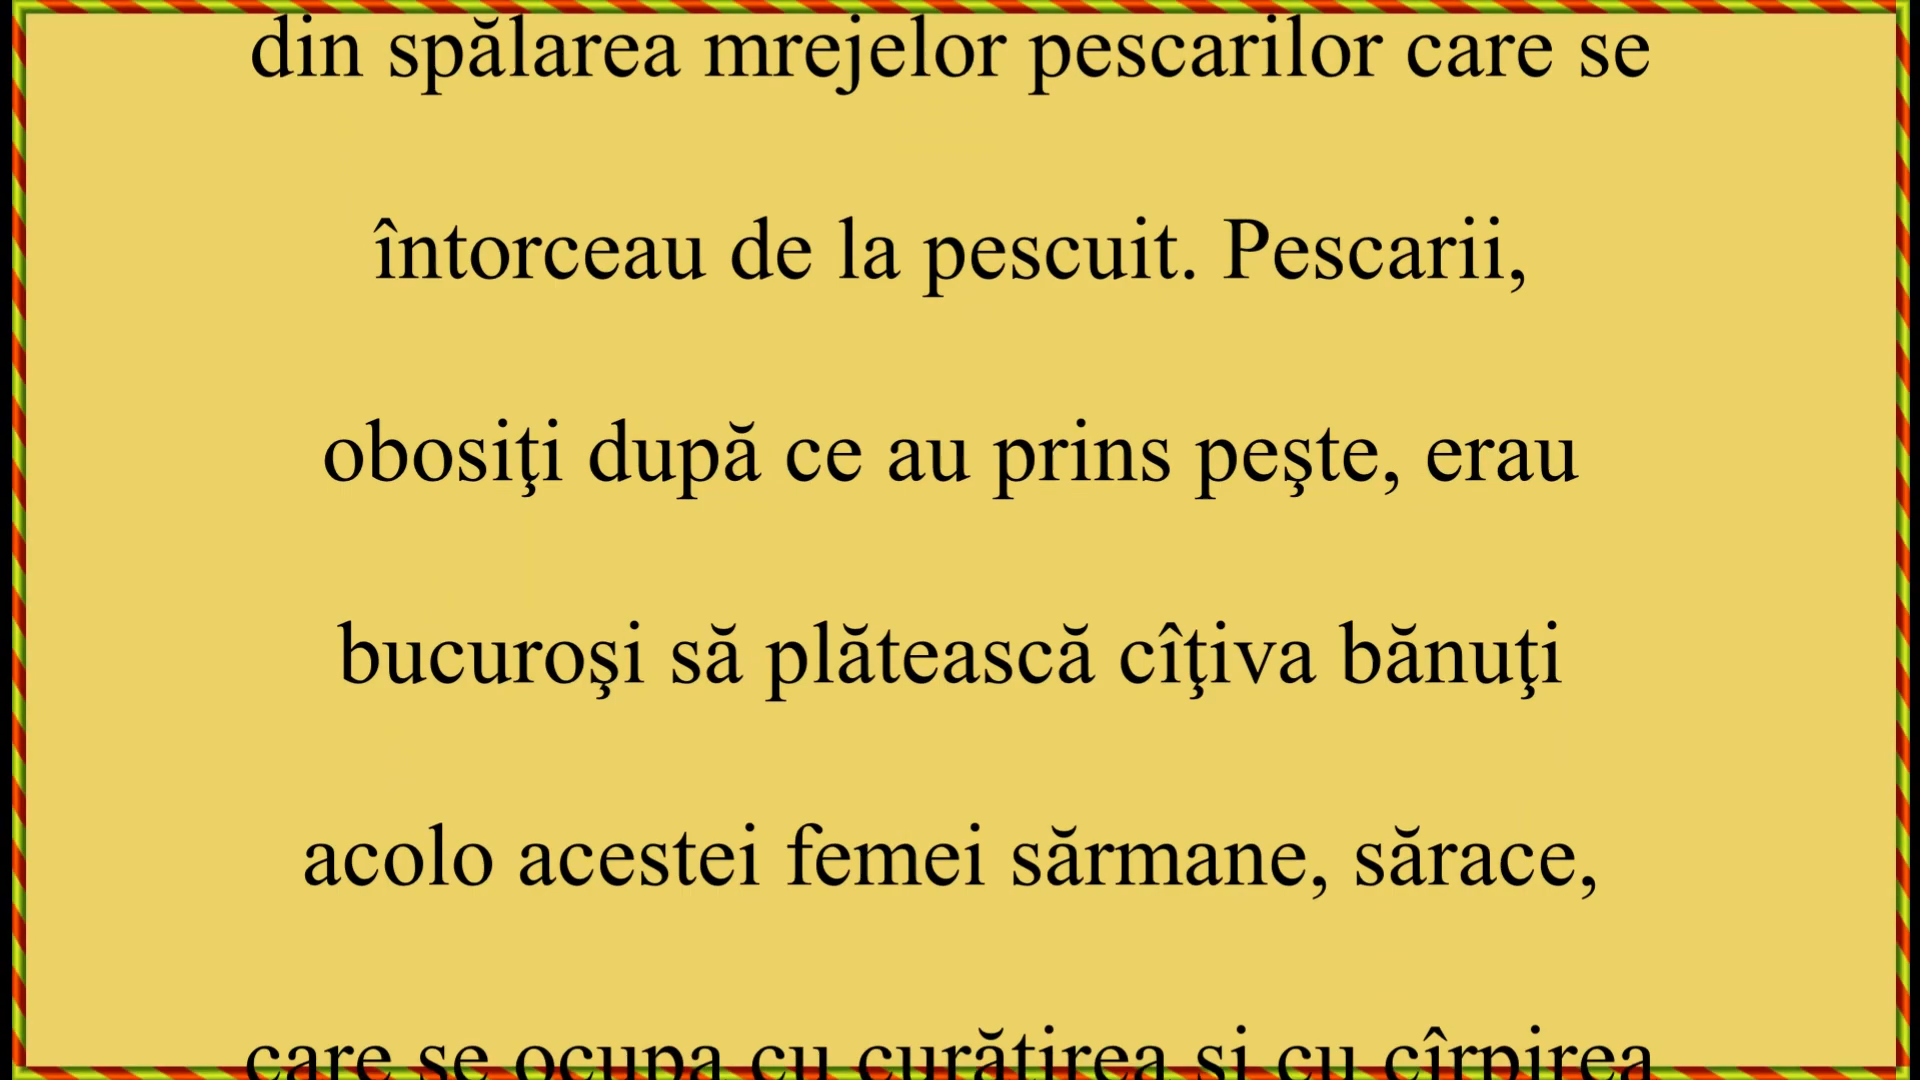 din spălarea mrejelor pescarilor care se
întorceau de la pescuit. Pescarii,
obosiţi după ce au prins peşte, erau
bucuroşi să plătească cîţiva bănuţi
acolo acestei femei sărmane, sărace,
care se ocupa cu curăţirea şi cu cîrpirea